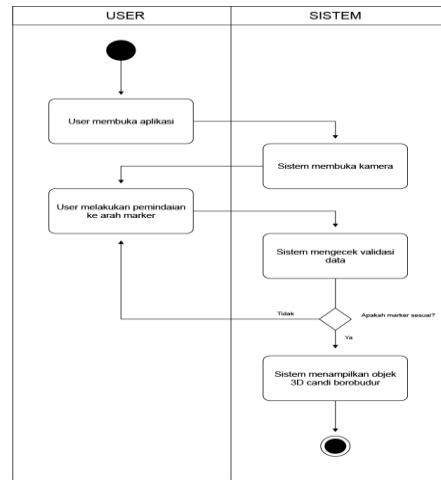 USER
SISTEM
User membuka aplikasi
Sistem membuka kamera
User melakukan pemindaian
ke arah marker
Sistem mengecek validasi
data
Tidak
Apakah marker sesuai?
Ya
Sistem menampilkan objek
3D candi borobudur